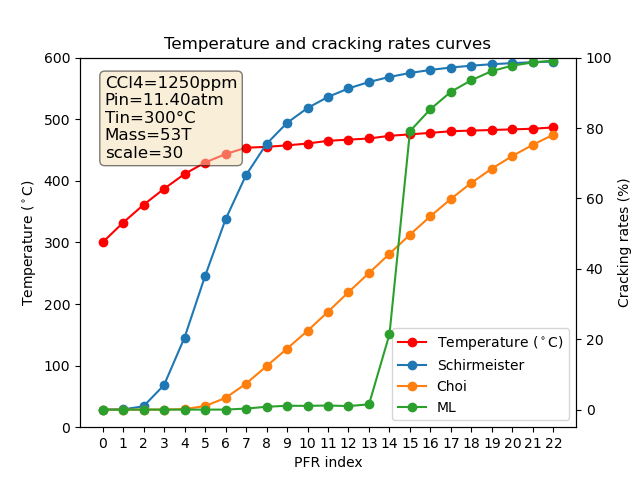 Temperature and cracking rates curves
CCl4=1250ppm
Pin=11.40atm
Tin=300°C
Mass=53T
scale=30
600
500
400
300
200
100
0
Temperature (°C)
100
80
60
40
20
0
Cracking rates (%)
Temperature (°C)
Schirmeister
Choi
ML
0 1 2 3 4 5 6 7 8 9 10 11 12 13 14 15 16 17 18 19 20 21 22
PFR index